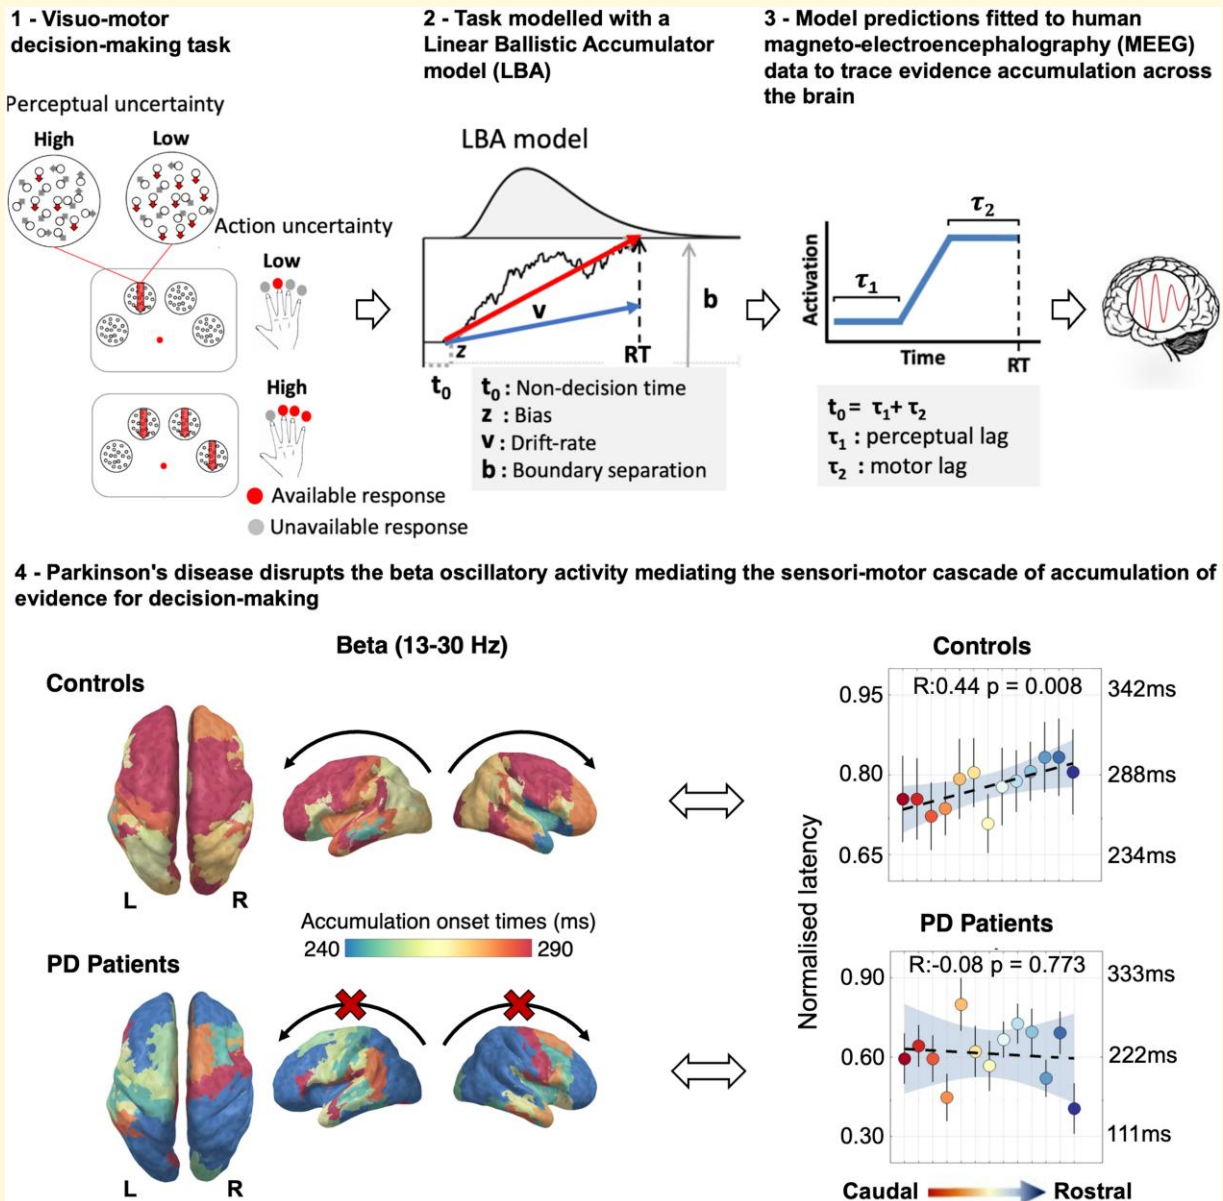 1 - Visuo-motor
decision-making task
2 - Task modelled with a
Linear Ballistic Accumulator
model (LBA)
3 - Model predictions fitted to human
magneto-electroencephalography (MEEG)
data to trace evidence accumulation across
the brain
Perceptual uncertainty
High
Low
Action uncertainty
Low
High
Available response
Unavailable response
LBA model
v
b
z
RT
t₀
t₀ : Non-decision time
z : Bias
v : Drift-rate
b : Boundary separation
τ₂
τ₁
Activation
Time
RT
t₀ = τ₁+ τ₂
τ₁ : perceptual lag
τ₂ : motor lag
4 - Parkinson's disease disrupts the beta oscillatory activity mediating the sensori-motor cascade of accumulation of
evidence for decision-making
Beta (13-30 Hz)
Controls
L
R
Accumulation onset times (ms)
240
290
PD Patients
L
R
Controls
R:0.44 p = 0.008
0.95
0.80
0.65
342ms
288ms
234ms
Normalised latency
PD Patients
R:-0.08 p = 0.773
0.90
0.60
0.30
333ms
222ms
111ms
Caudal
Rostral